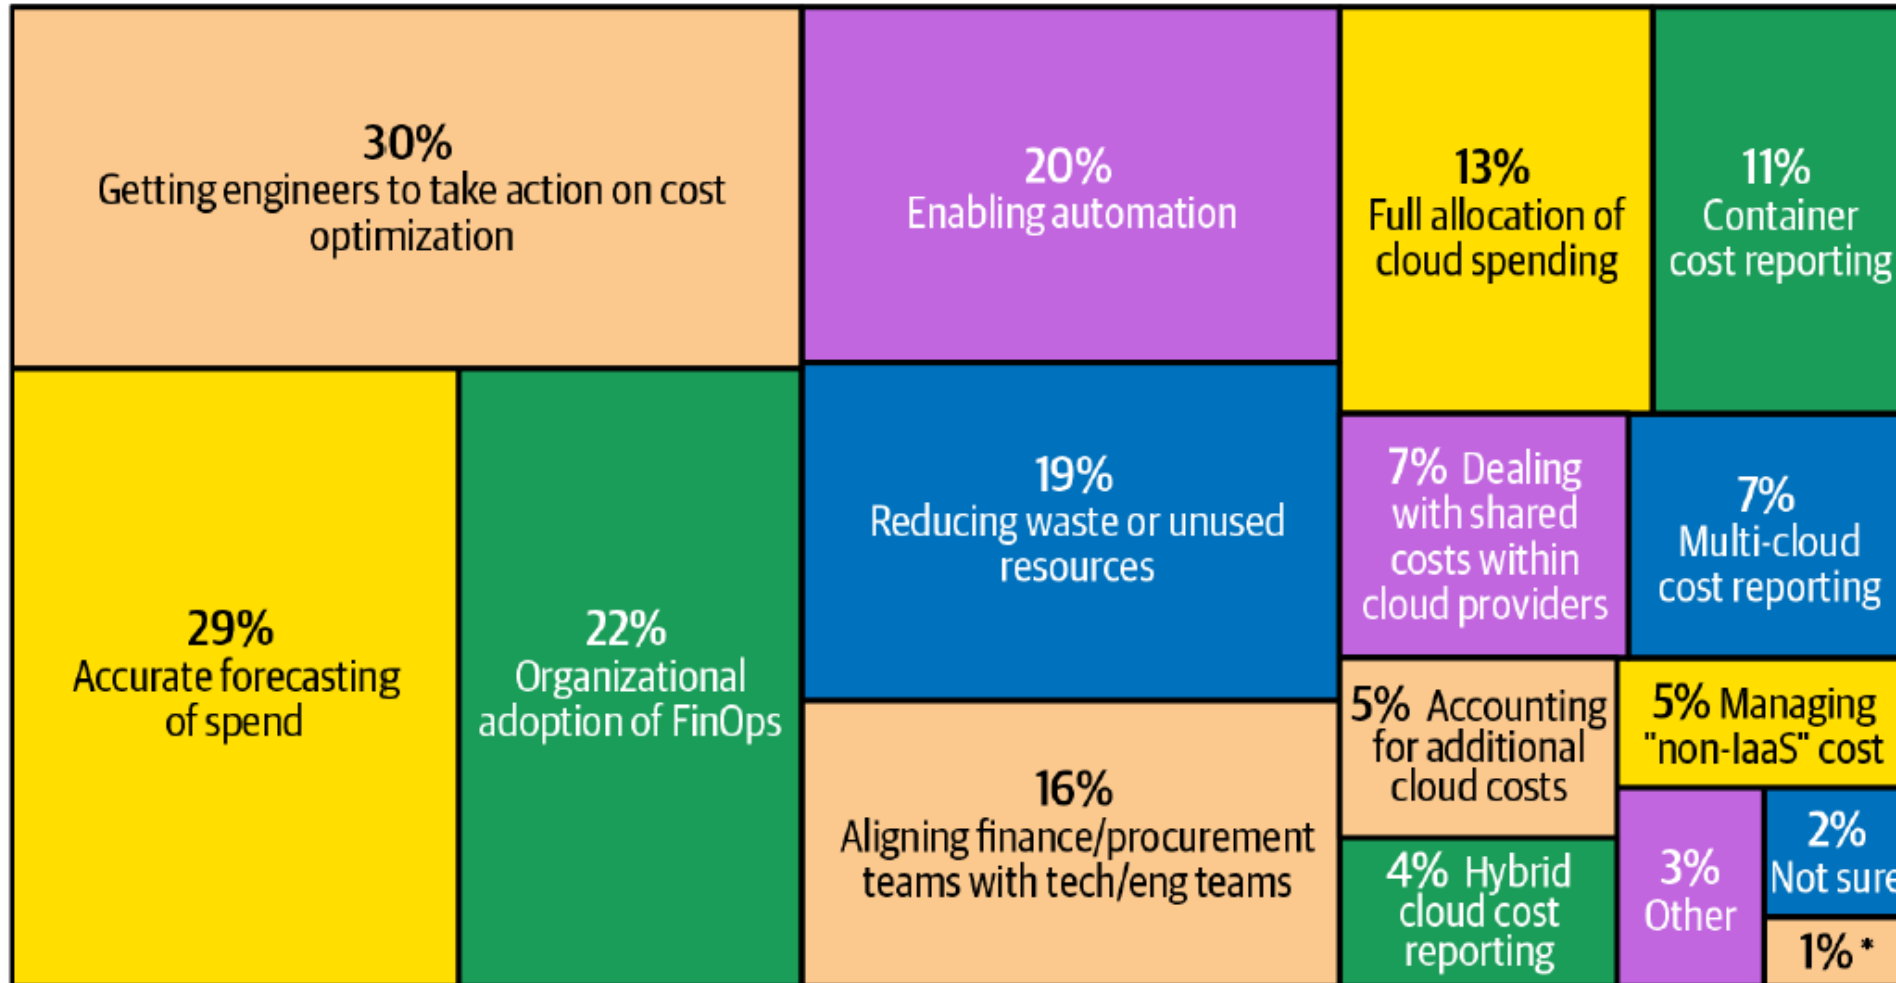 30%
Getting engineers to take action on cost
optimization
20%
Enabling automation
13%
Full allocation of
cloud spending
11%
Container
cost reporting
29%
Accurate forecasting
of spend
22%
Organizational
adoption of FinOps
19%
Reducing waste or unused
resources
16%
Aligning finance/procurement
teams with tech/eng teams
7% Dealing
with shared
costs within
cloud providers
7%
Multi-cloud
cost reporting
5% Accounting
for additional
cloud costs
5% Managing
"non-IaaS" cost
4% Hybrid
cloud cost
reporting
3%
Other
2%
Not sure
1% *